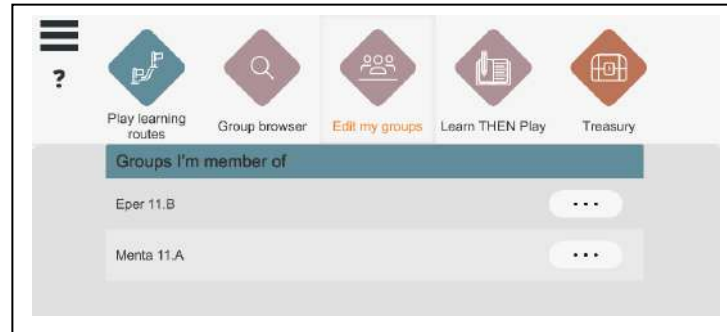 ?
Play learning
routes
Group browser
Edit my groups
Learn THEN Play
Treasury
Groups I'm member of
Eper 11.B
...
Menta 11.A
...